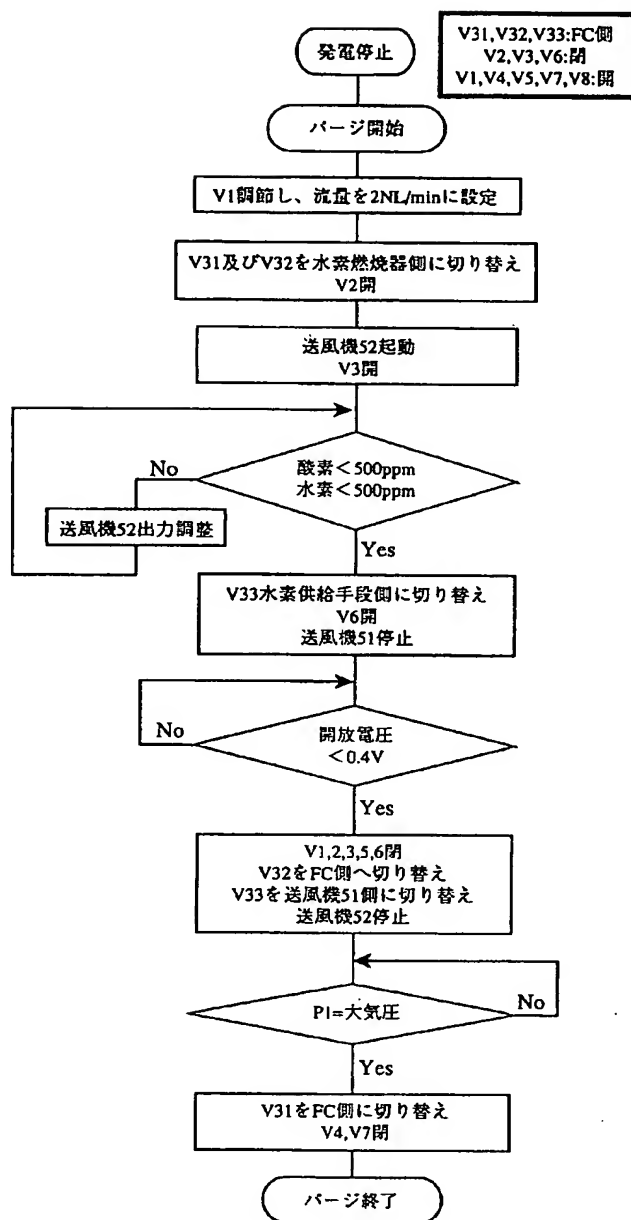 V31,V32,V33:FC側
V2,V3,V6:閉
V1,V4,V5,V7,V8:開
発電停止
パージ開始
V1調節し、流量を2NL/minに設定
V31及びV32を水素燃焼器側に切り替え
V2開
送風機52起動
V3開
No
酸素<500ppm
水素<500ppm
送風機52出力調整
Yes
V33水素供給手段側に切り替え
V6開
送風機51停止
No
開放電圧
<0.4V
Yes
V1,2,3,5,6閉
V32をFC側へ切り替え
V33を送風機51側に切り替え
送風機52停止
P1=大気圧
No
Yes
V31をFC側に切り替え
V4,V7閉
パージ終了